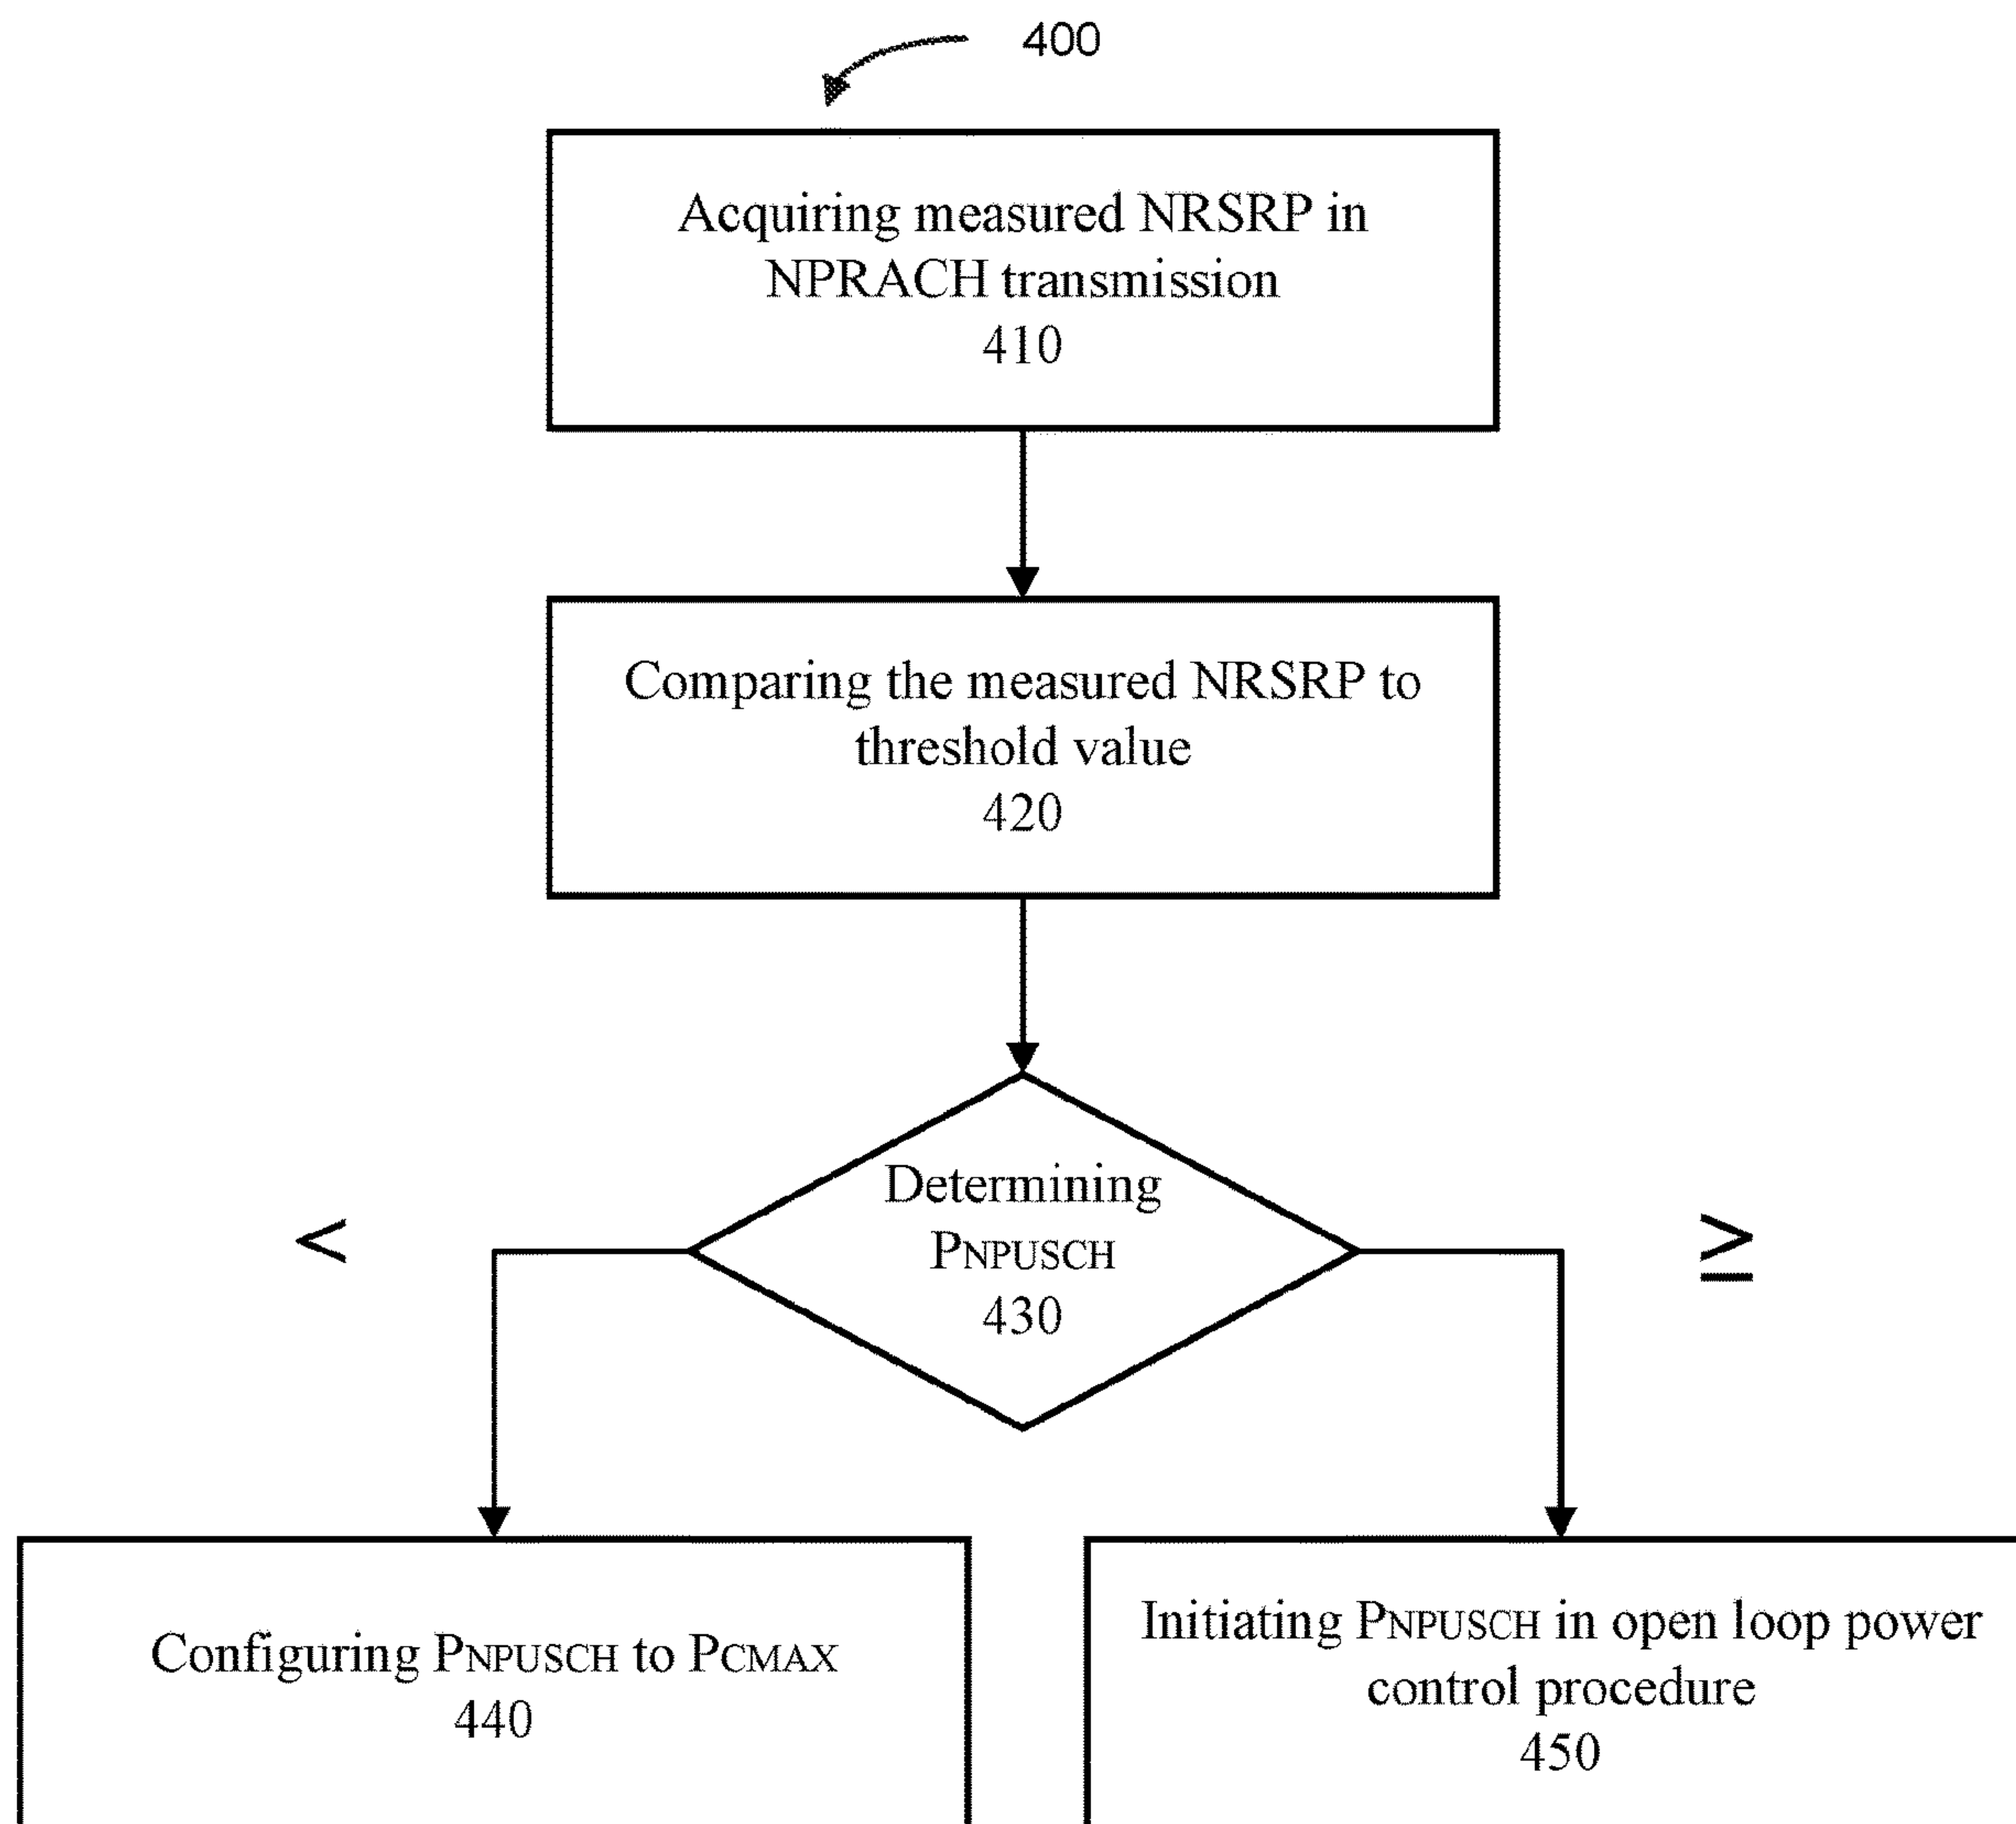 400
Acquiring measured NRSRP in
NPRACH transmission
410
Comparing the measured NRSRP to
threshold value
420
Determining
PNPUSCH
430
<
≥
Configuring PNPUSCH to PCMAX
440
Initiating PNPUSCH in open loop power
control procedure
450